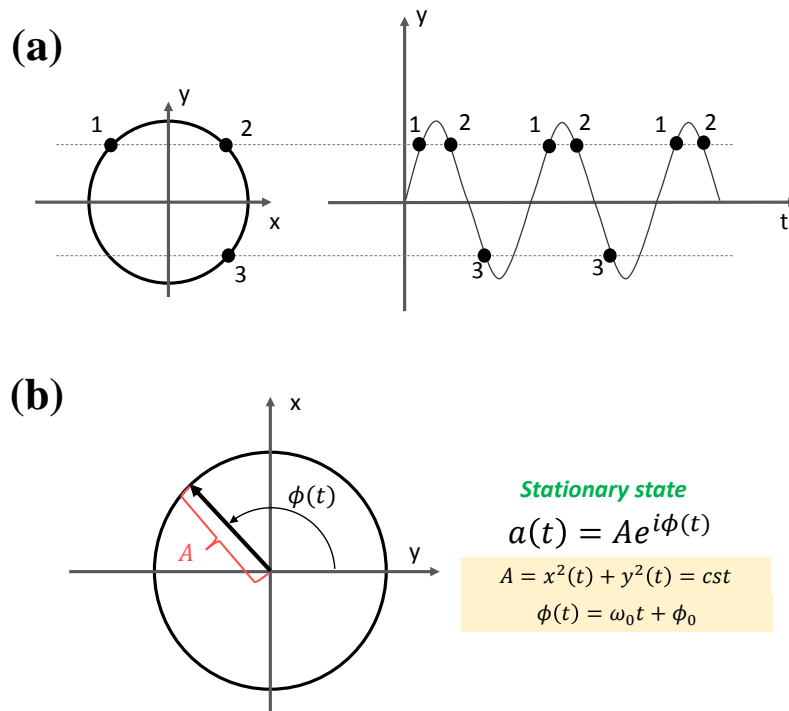 (a)
y
y
1
2
1
2
1
2
1
2
x
t
3
3
3
(b)
x
ϕ(t)
Stationary state
a(t) = Ae^{iϕ(t)}
A
y
A = x²(t) + y²(t) = cst
ϕ(t) = ω₀t + ϕ₀